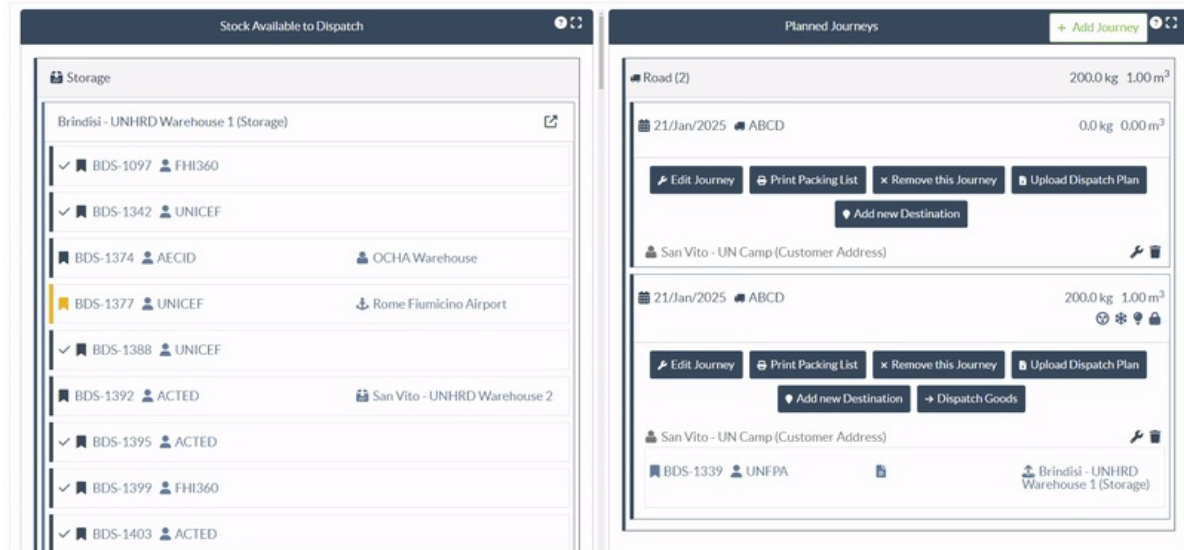 Stock Available to Dispatch
Storage
Brindisi - UNHRD Warehouse 1 (Storage)
BDS-1097 FHI360
BDS-1342 UNICEF
BDS-1374 AECID OCHA Warehouse
BDS-1377 UNICEF Rome Fiumicino Airport
BDS-1388 UNICEF
BDS-1392 ACTED San Vito - UNHRD Warehouse 2
BDS-1395 ACTED
BDS-1399 FHI360
BDS-1403 ACTED
Planned Journeys + Add Journey
Road (2) 200.0 kg 1.00 m³
21/Jan/2025 ABCD 0.0 kg 0.00 m³
Edit Journey Print Packing List × Remove this Journey Upload Dispatch Plan
Add new Destination
San Vito - UN Camp (Customer Address)
21/Jan/2025 ABCD 200.0 kg 1.00 m³
Edit Journey Print Packing List × Remove this Journey Upload Dispatch Plan
Add new Destination → Dispatch Goods
San Vito - UN Camp (Customer Address)
BDS-1339 UNFPA Brindisi - UNHRD
Warehouse 1 (Storage)